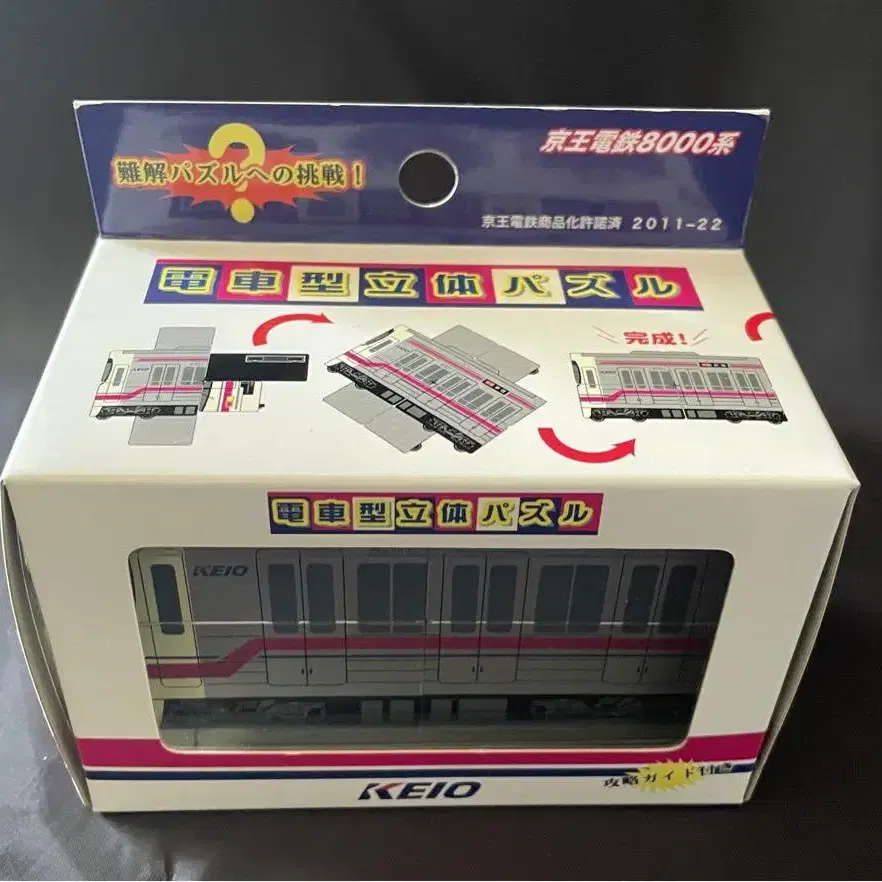 難解パズルへの挑戦！
?
京王電鉄8000系
京王電鉄商品化許諾済 2011-22
電車型立体パズル
完成!
KEIO
KEIO
電車型立体パズル
KEIO
KEIO
攻略ガイド付き